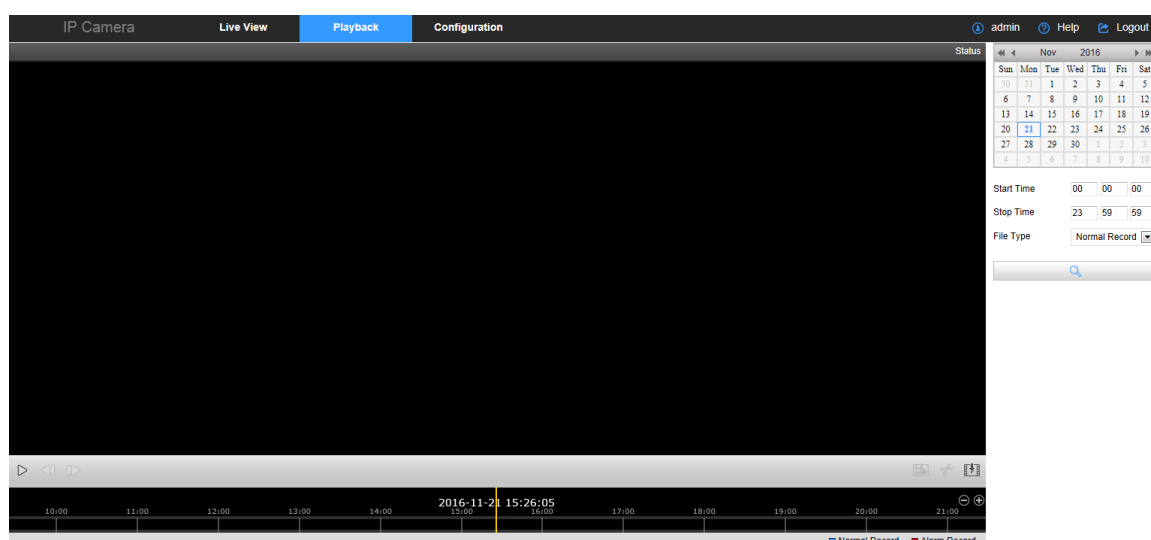 IP Camera Live View Playback Configuration admin Help Logout
Status
Nov 2016
Sun Mon Tue Wed Thu Fri Sat
30 31 1 2 3 4 5
6 7 8 9 10 11 12
13 14 15 16 17 18 19
20 21 22 23 24 25 26
27 28 29 30 1 2 3
4 5 6 7 8 9 10
Start Time 00 00 00
Stop Time 23 59 59
File Type Normal Record
2016-11-21 15:26:05
10:00 11:00 12:00 13:00 14:00 15:00 16:00 17:00 18:00 19:00 20:00 21:00
Normal Record Alarm Record